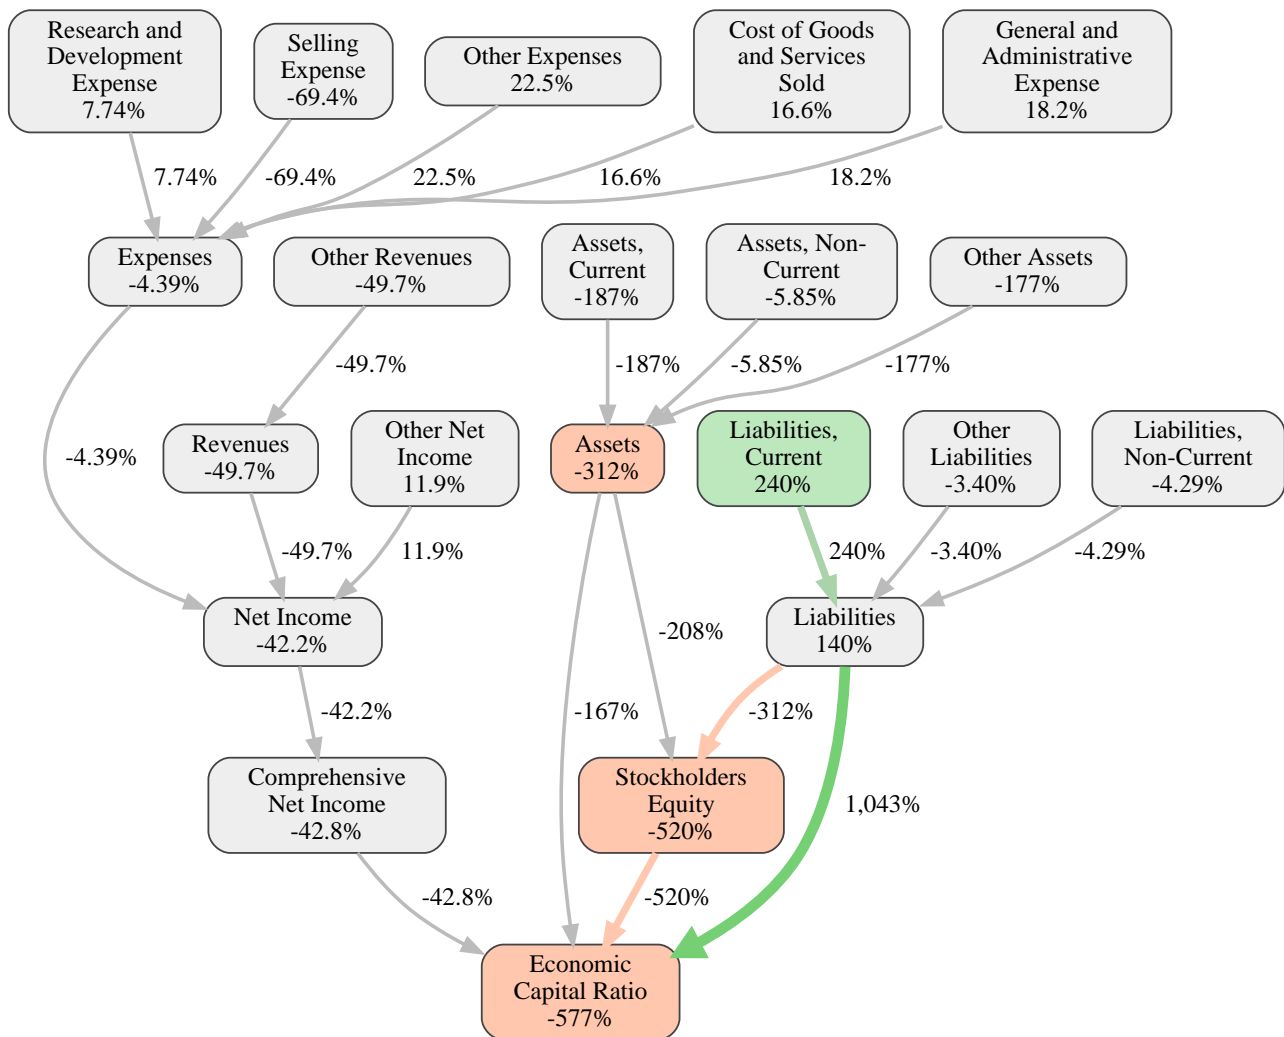 Research and
Development
Expense
7.74%
Selling
Expense
-69.4%
Other Expenses
22.5%
Cost of Goods
and Services
Sold
16.6%
General and
Administrative
Expense
18.2%
7.74%
-69.4%
22.5%
16.6%
18.2%
Expenses
-4.39%
Other Revenues
-49.7%
Assets,
Current
-187%
Assets, Non-
Current
-5.85%
Other Assets
-177%
-49.7%
-187%
-5.85%
-177%
-4.39%
Revenues
-49.7%
Other Net
Income
11.9%
Assets
-312%
Liabilities,
Current
240%
Other
Liabilities
-3.40%
Liabilities,
Non-Current
-4.29%
-49.7%
11.9%
240%
-3.40%
-4.29%
Net Income
-42.2%
-208%
Liabilities
140%
-42.2%
-167%
-312%
Comprehensive
Net Income
-42.8%
Stockholders
Equity
-520%
1,043%
-42.8%
-520%
Economic
Capital Ratio
-577%